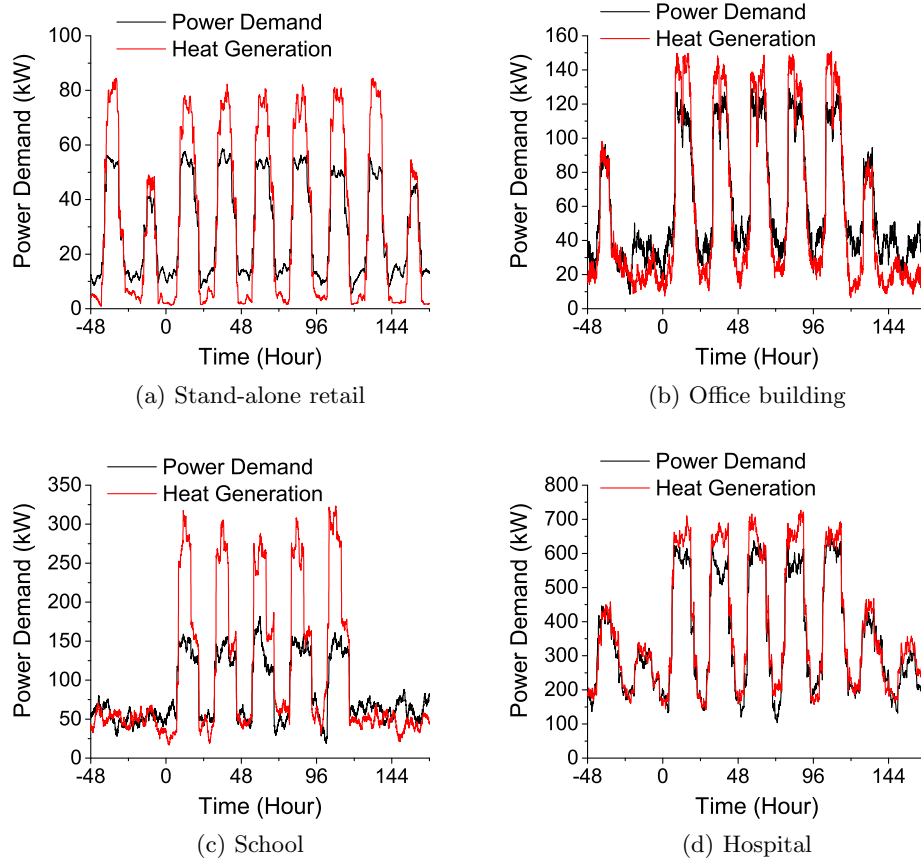 Power Demand
Heat Generation
100
80
60
40
20
0
-48 0 48 96 144
Power Demand (kW)
Time (Hour)
(a) Stand-alone retail
Power Demand
Heat Generation
160
140
120
100
80
60
40
20
0
-48 0 48 96 144
Power Demand (kW)
Time (Hour)
(b) Office building
Power Demand
Heat Generation
350
300
250
200
150
100
50
0
-48 0 48 96 144
Power Demand (kW)
Time (Hour)
(c) School
Power Demand
Heat Generation
800
700
600
500
400
300
200
100
0
-48 0 48 96 144
Power Demand (kW)
Time (Hour)
(d) Hospital